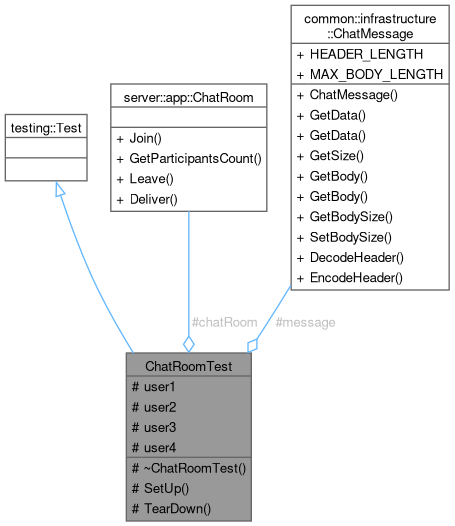 common::infrastructure
::ChatMessage
+ HEADER_LENGTH
+ MAX_BODY_LENGTH
+ ChatMessage()
+ GetData()
+ GetData()
+ GetSize()
+ GetBody()
+ GetBody()
+ GetBodySize()
+ SetBodySize()
+ DecodeHeader()
+ EncodeHeader()
server::app::ChatRoom
+ Join()
+ GetParticipantsCount()
+ Leave()
+ Deliver()
testing::Test
#chatRoom
#message
ChatRoomTest
# user1
# user2
# user3
# user4
# ~ChatRoomTest()
# SetUp()
# TearDown()